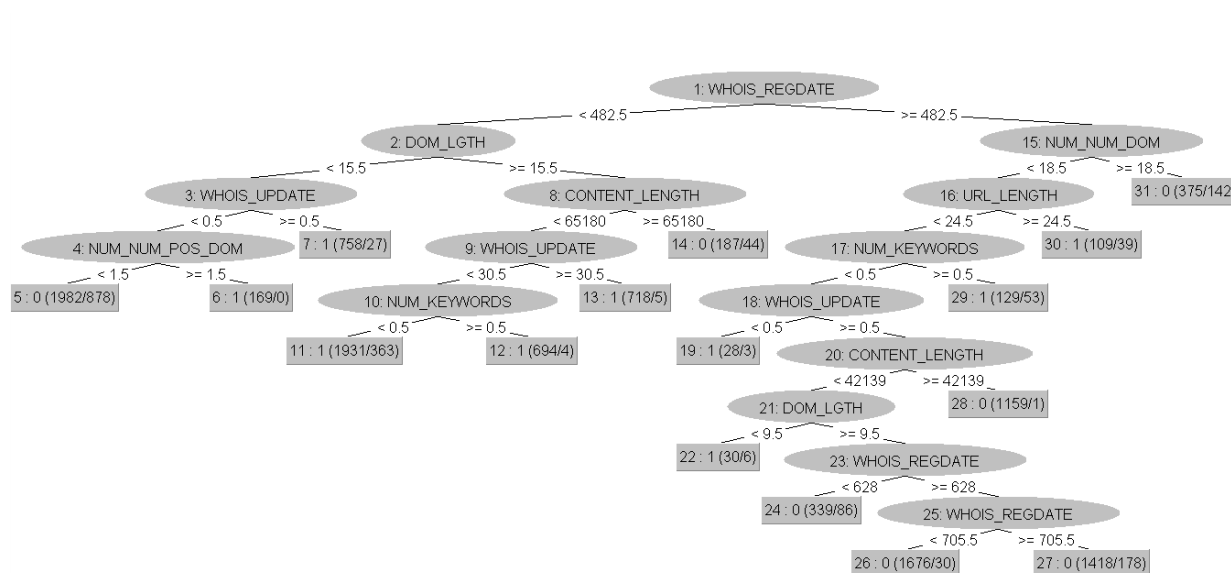 1: WHOIS_REGDATE
< 482.5 >= 482.5
2: DOM_LGTH 15: NUM_NUM_DOM
< 15.5 >= 15.5 < 18.5 >= 18.5
3: WHOIS_UPDATE 8: CONTENT_LENGTH 16: URL_LENGTH 31 : 0 (375/142
< 0.5 >= 0.5 < 65180 >= 65180 < 24.5 >= 24.5
4: NUM_NUM_POS_DOM 7 : 1 (758/27) 9: WHOIS_UPDATE 14 : 0 (187/44) 17: NUM_KEYWORDS 30 : 1 (109/39)
< 1.5 >= 1.5 < 30.5 >= 30.5 < 0.5 >= 0.5
5 : 0 (1982/878) 6 : 1 (169/0) 10: NUM_KEYWORDS 13 : 1 (718/5) 18: WHOIS_UPDATE 29 : 1 (129/53)
< 0.5 >= 0.5 < 0.5 >= 0.5
11 : 1 (1931/363) 12 : 1 (694/4) 19 : 1 (28/3) 20: CONTENT_LENGTH
< 42139 >= 42139
21: DOM_LGTH 28 : 0 (1159/1)
< 9.5 >= 9.5
22 : 1 (30/6) 23: WHOIS_REGDATE
< 628 >= 628
24 : 0 (339/86) 25: WHOIS_REGDATE
< 705.5 >= 705.5
26 : 0 (1676/30) 27 : 0 (1418/178)